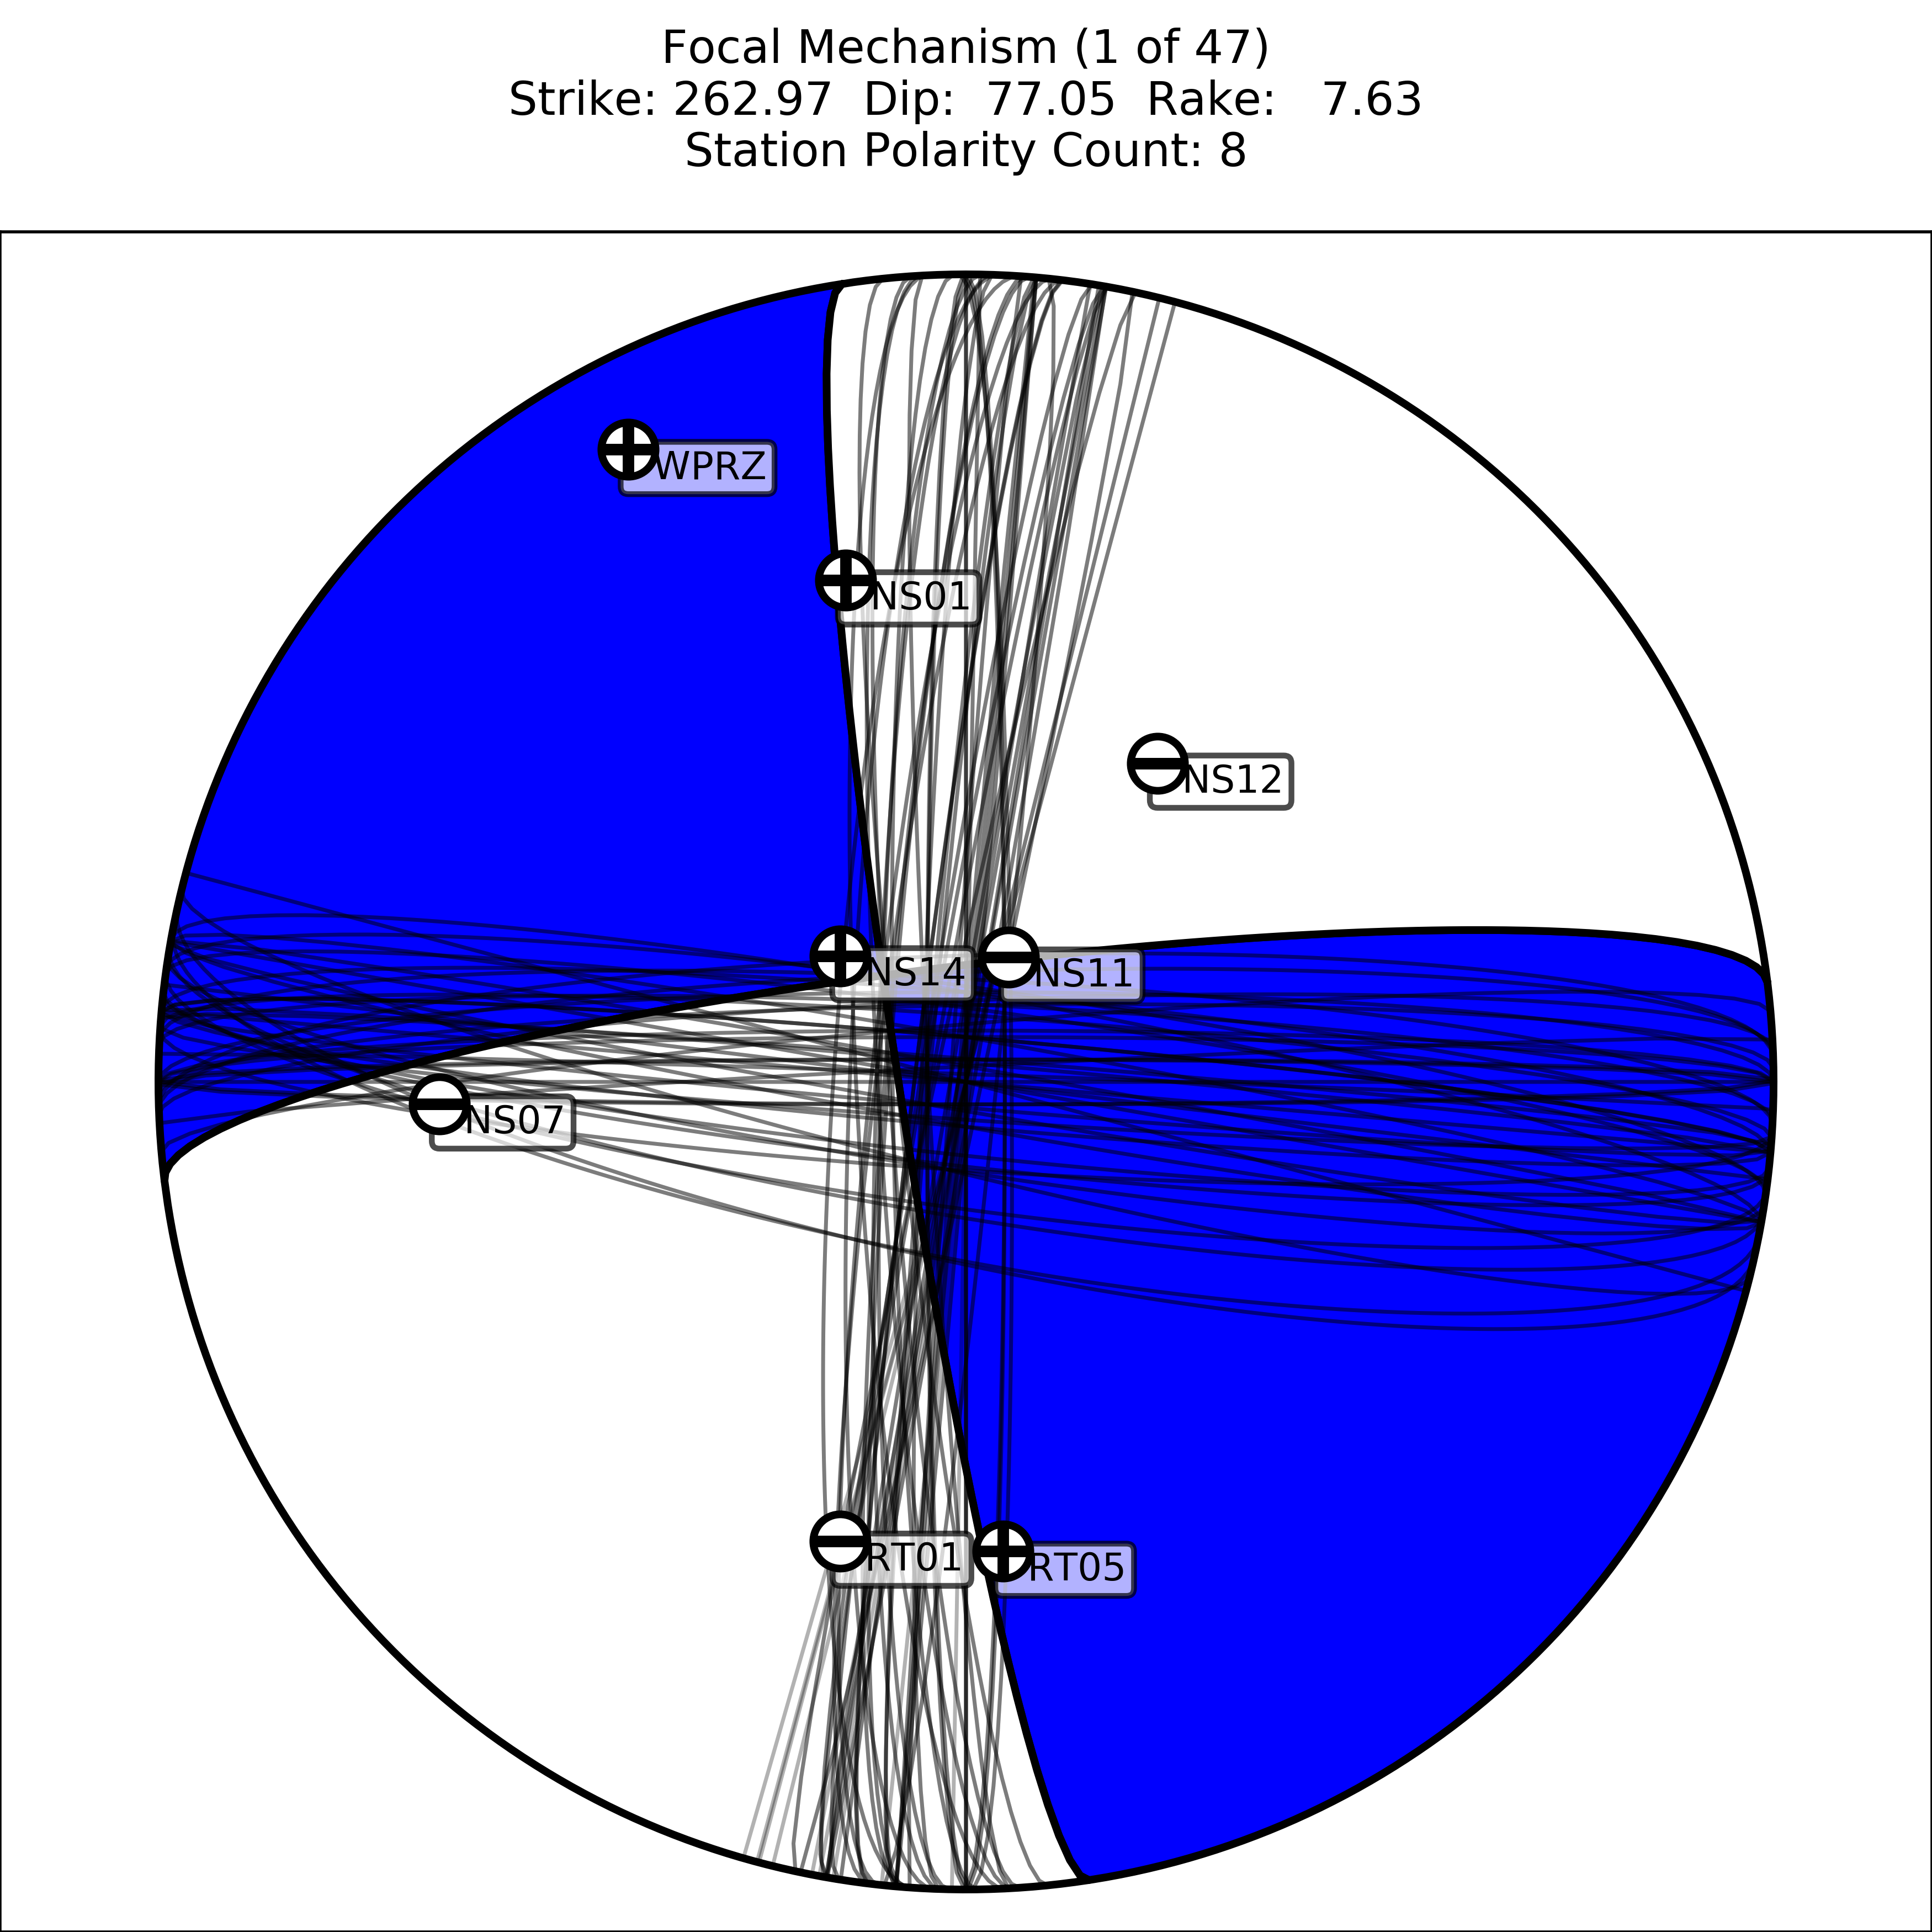 Focal Mechanism (1 of 47)
Strike: 262.97  Dip:  77.05  Rake:   7.63
Station Polarity Count: 8
WPRZ
NS01
NS12
NS14
NS11
NS07
RT01
RT05